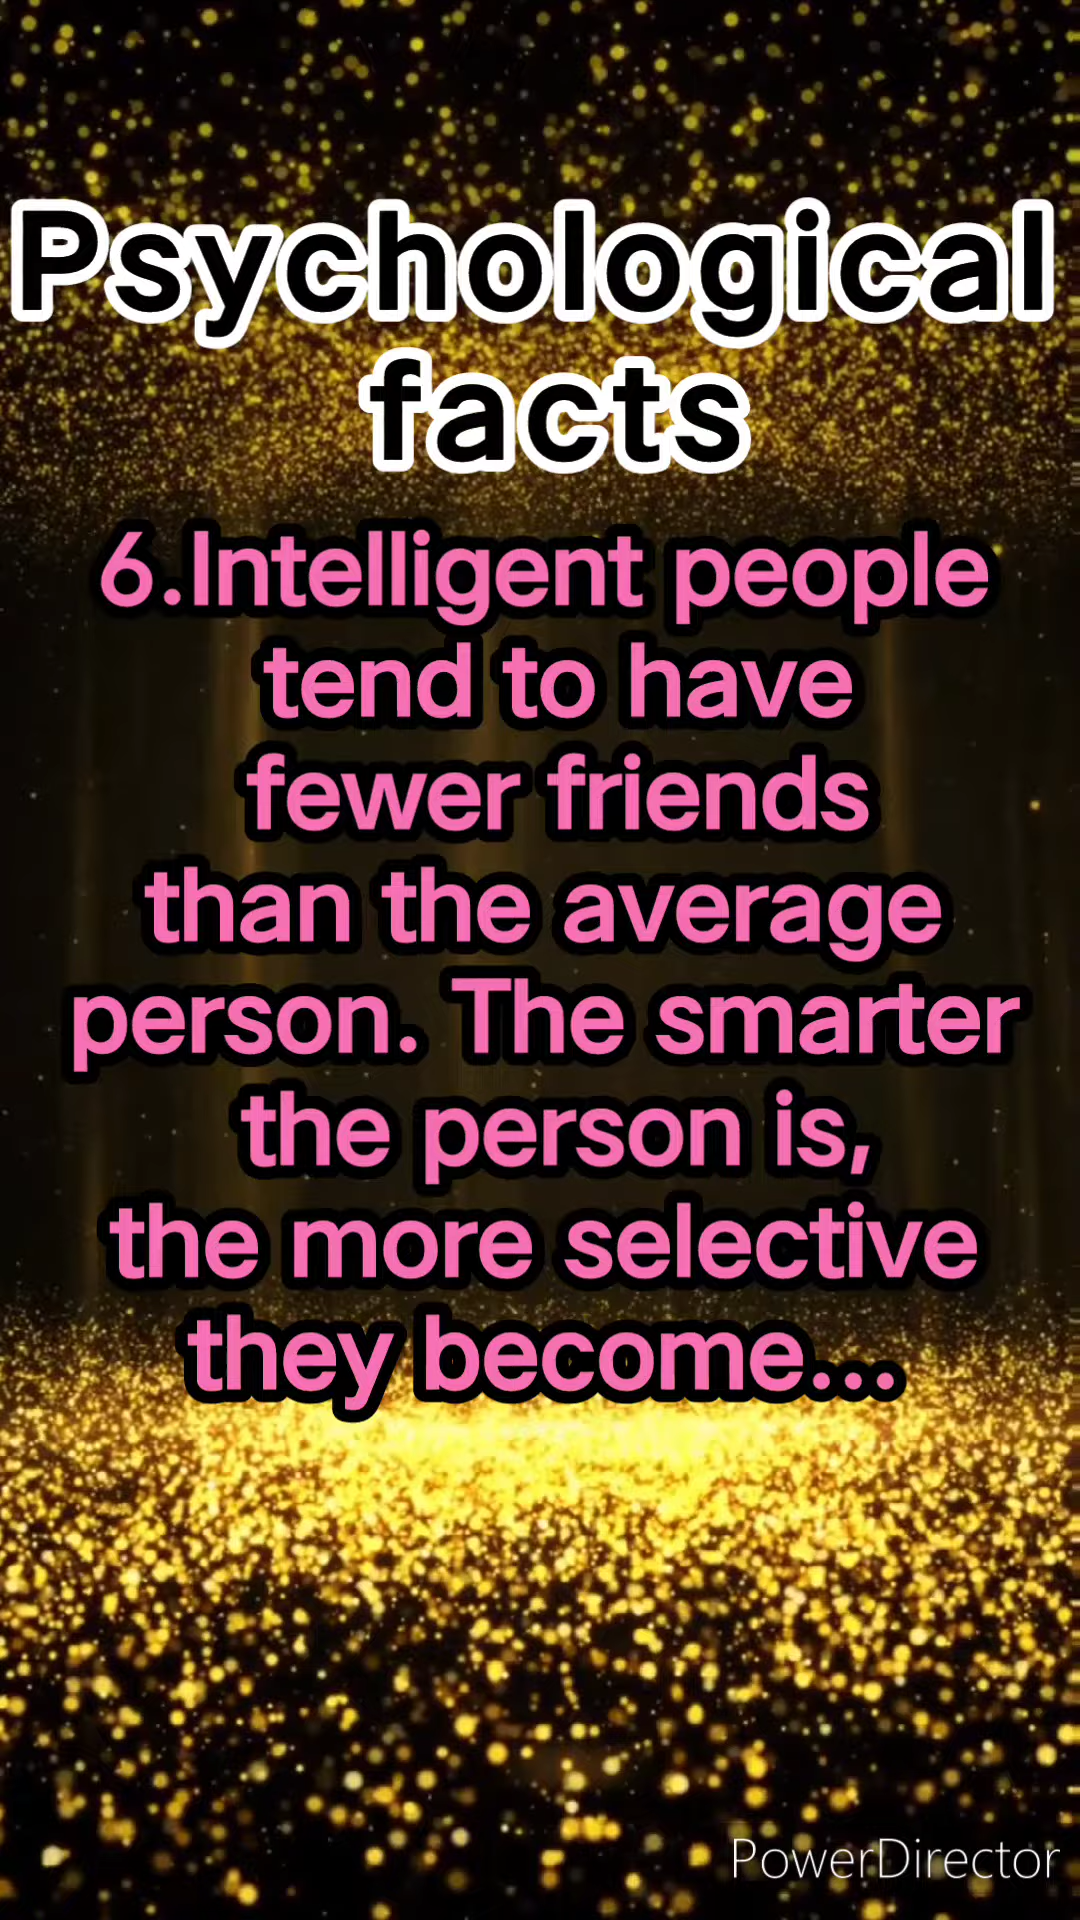 Psychological
facts
6.Intelligent people
tend to have
fewer friends
than the average
person. The smarter
the person is,
the more selective
they become...
PowerDirector